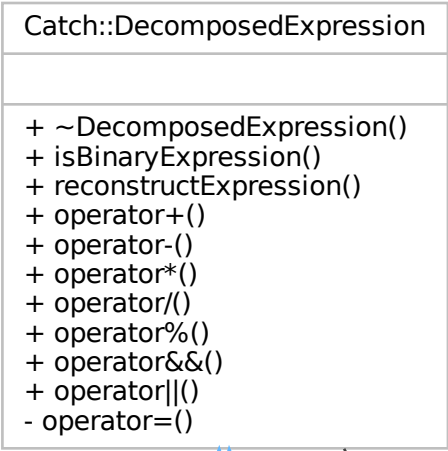 Catch::DecomposedExpression
+ ~DecomposedExpression()
+ isBinaryExpression()
+ reconstructExpression()
+ operator+()
+ operator-()
+ operator*()
+ operator/()
+ operator%()
+ operator&&()
+ operator||()
- operator=()